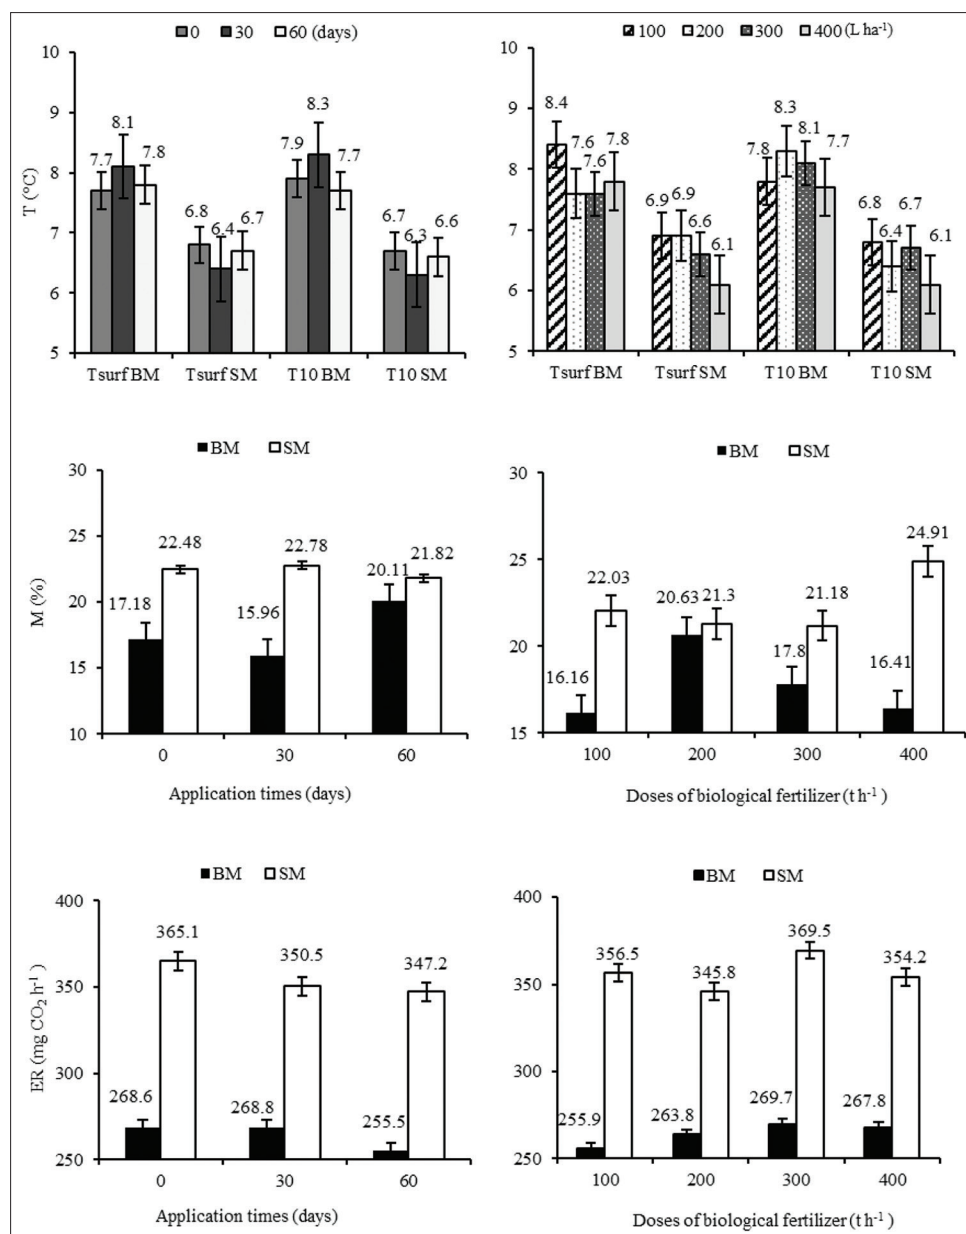 0 30 60 (days)
10
9
8
7
6
5
T (°C)
7.7 8.1 7.8
6.8 6.4 6.7
7.9 8.3 7.7
6.7 6.3 6.6
Tsurf BM Tsurf SM T10 BM T10 SM
100 200 300 400 (L ha-1)
10
9
8
7
6
5
8.4 7.6 7.6 7.8
6.9 6.9 6.6 6.1
7.8 8.3 8.1 7.7
6.8 6.4 6.7 6.1
Tsurf BM Tsurf SM T10 BM T10 SM
BM SM
30
25
20
15
10
M (%)
17.18 22.48
15.96 22.78
20.11 21.82
0 30 60
Application times (days)
BM SM
30
25
20
15
16.16 22.03
20.63 21.3
17.8 21.18
16.41 24.91
100 200 300 400
Doses of biological fertilizer (t h-1)
BM SM
400
350
300
250
ER (mg CO2 h-1)
268.6 365.1
268.8 350.5
255.5 347.2
0 30 60
Application times (days)
BM SM
400
350
300
250
255.9 356.5
263.8 345.8
269.7 369.5
267.8 354.2
100 200 300 400
Doses of biological fertilizer (t h-1)